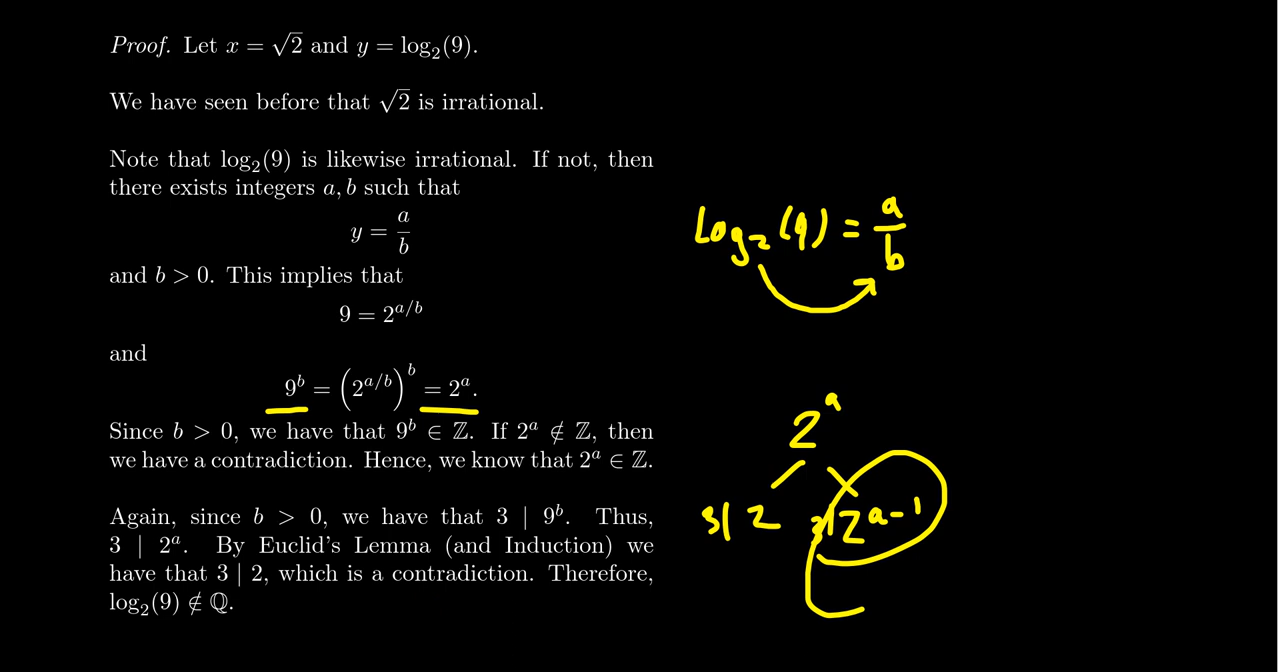 Proof. Let x = √2 and y = log₂(9).
We have seen before that √2 is irrational.
Note that log₂(9) is likewise irrational. If not, then
there exists integers a, b such that
y = a/b
and b > 0. This implies that
9 = 2^{a/b}
and
9^b = (2^{a/b})^b = 2^a.
Since b > 0, we have that 9^b ∈ ℤ. If 2^a ∉ ℤ, then
we have a contradiction. Hence, we know that 2^a ∈ ℤ.
Again, since b > 0, we have that 3 | 9^b. Thus,
3 | 2^a. By Euclid's Lemma (and Induction) we
have that 3 | 2, which is a contradiction. Therefore,
log₂(9) ∉ ℚ.
Log₂(9) = a/b
2^a
3|2 3|2^{a-1}